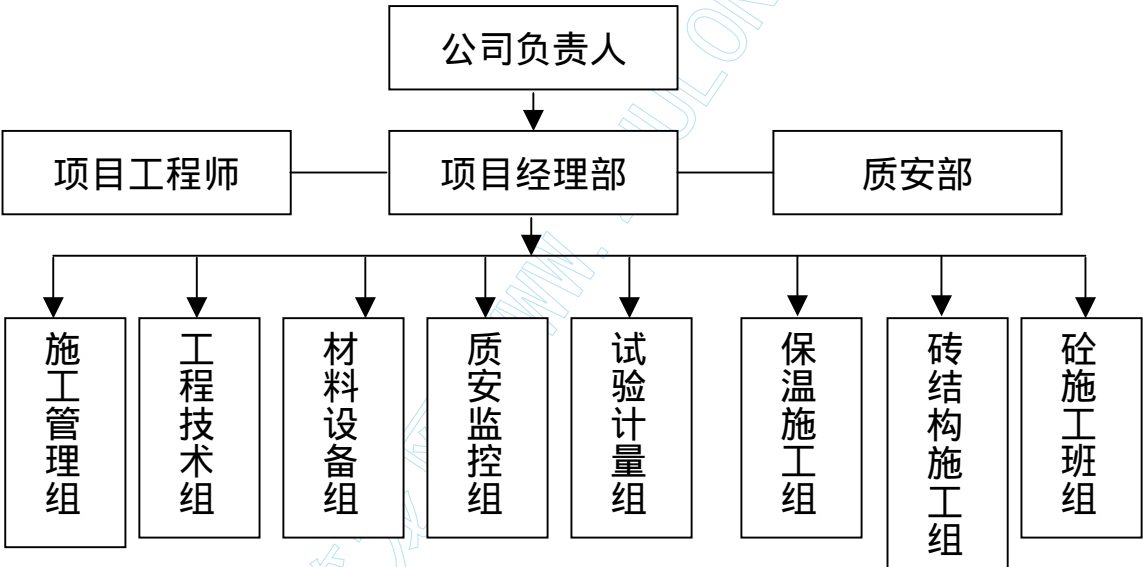 公司负责人
项目工程师
项目经理部
质安部
施工管理组
工程技术组
材料设备组
质安监控组
试验计量组
保温施工组
砖结构施工组
砼施工班组